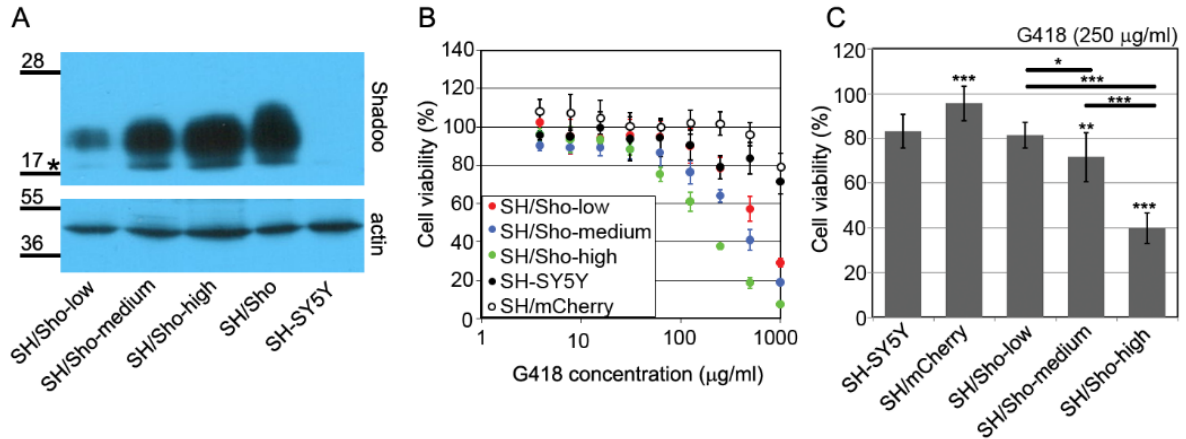 A
28
17 *
55
36
Shadoo
actin
SH/Sho-low
SH/Sho-medium
SH/Sho-high
SH/Sho
SH-SY5Y
B
Cell viability (%)
140
120
100
80
60
40
20
0
SH/Sho-low
SH/Sho-medium
SH/Sho-high
SH-SY5Y
SH/mCherry
1 10 100 1000
G418 concentration (µg/ml)
C
G418 (250 µg/ml)
Cell viability (%)
120
100
80
60
40
20
0
*
***
***
***
**
***
SH-SY5Y
SH/mCherry
SH/Sho-low
SH/Sho-medium
SH/Sho-high